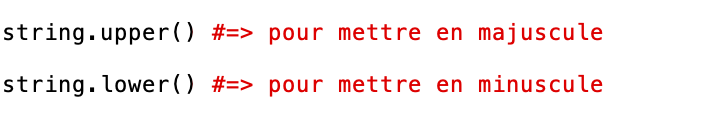 string.upper() #=> pour mettre en majuscule
string.lower() #=> pour mettre en minuscule